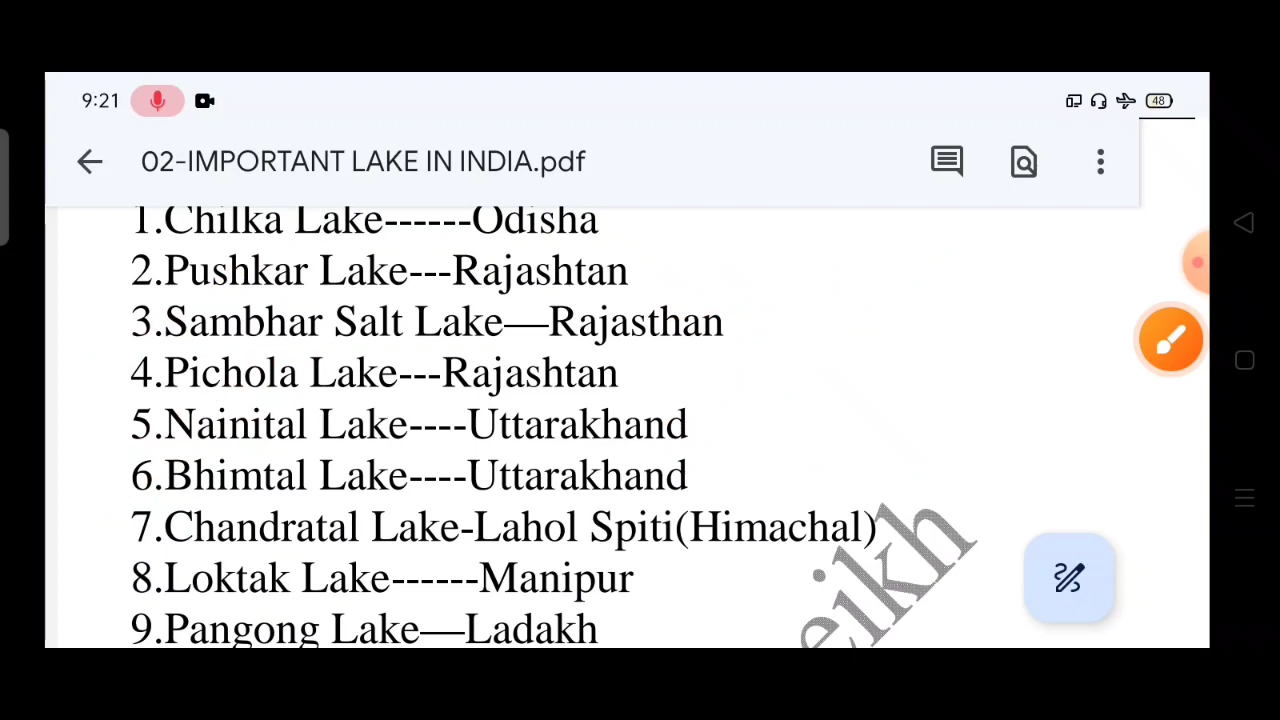 9:21
48
02-IMPORTANT LAKE IN INDIA.pdf
1.Chilka Lake------Odisha
2.Pushkar Lake---Rajashtan
3.Sambhar Salt Lake—Rajasthan
4.Pichola Lake---Rajashtan
5.Nainital Lake----Uttarakhand
6.Bhimtal Lake----Uttarakhand
7.Chandratal Lake-Lahol Spiti(Himachal)
8.Loktak Lake------Manipur
9.Pangong Lake—Ladakh